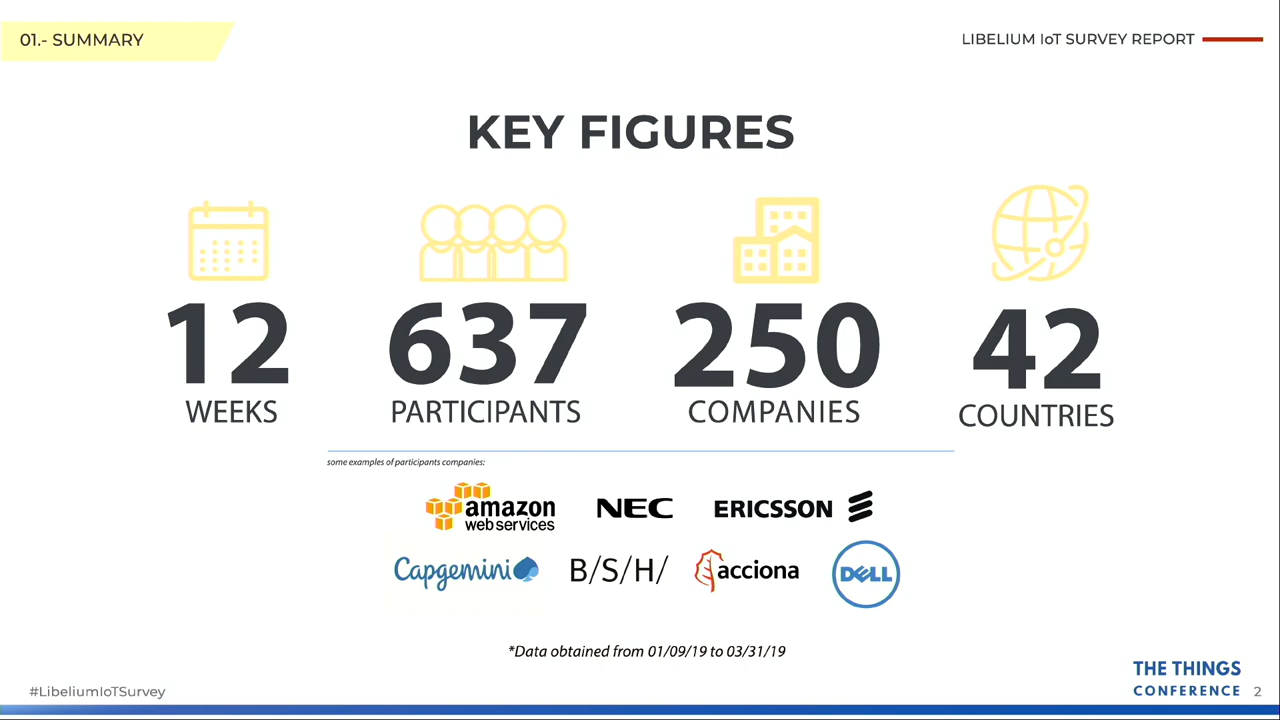 01.- SUMMARY
LIBELIUM IoT SURVEY REPORT
KEY FIGURES
12
WEEKS
637
PARTICIPANTS
250
COMPANIES
42
COUNTRIES
some examples of participants companies:
amazon
web services
NEC
ERICSSON
Capgemini
B/S/H/
acciona
DELL
*Data obtained from 01/09/19 to 03/31/19
#LibeliumIoTSurvey
THE THINGS
CONFERENCE
2